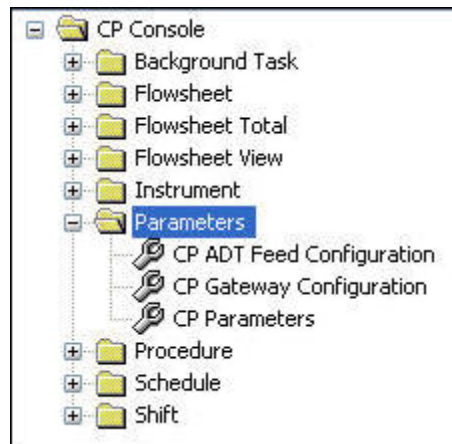 CP Console
Background Task
Flowsheet
Flowsheet Total
Flowsheet View
Instrument
Parameters
CP ADT Feed Configuration
CP Gateway Configuration
CP Parameters
Procedure
Schedule
Shift